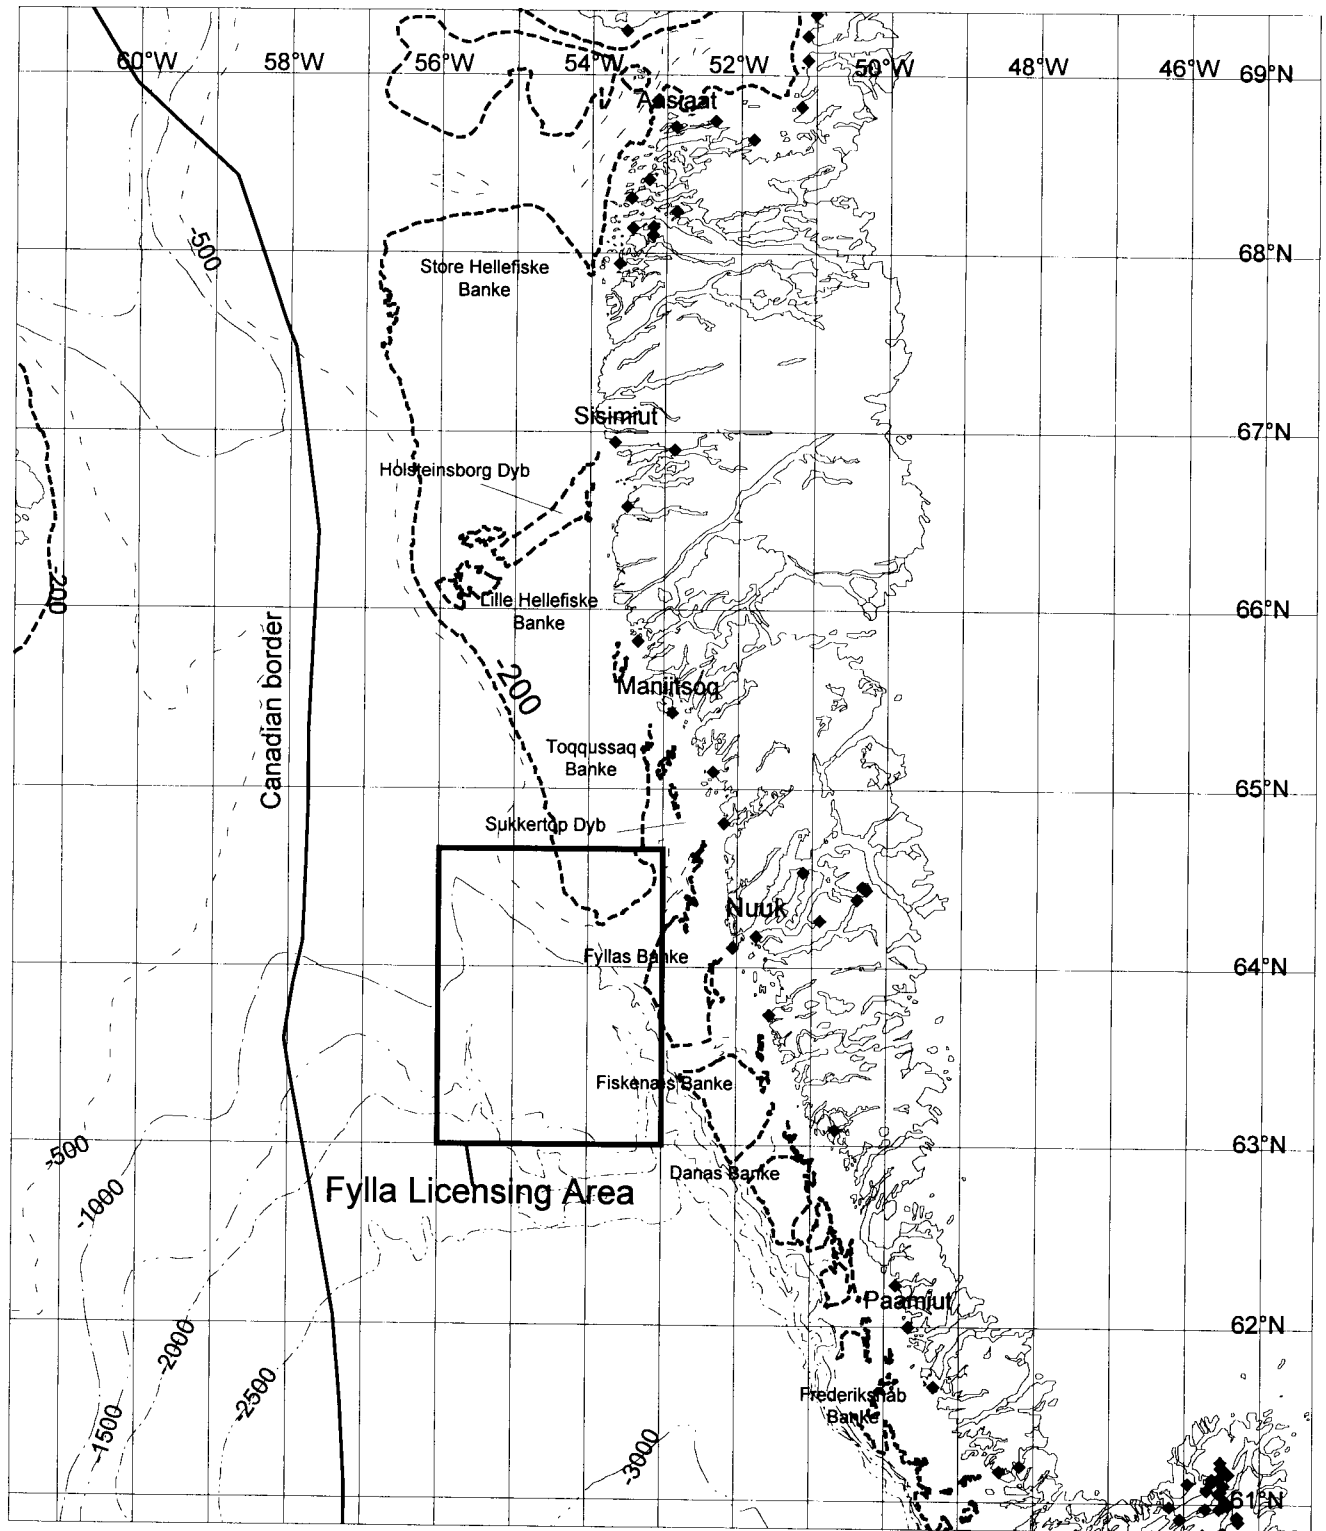 60°W 58°W 56°W 54°W 52°W 50°W 48°W 46°W
69°N
Aasiaat
-500
68°N
Store Hellefiske
Banke
Sisimiut
67°N
Holsteinsborg Dyb
-200
Lille Hellefiske
Banke
66°N
Canadian border
-200
Maniitsoq
Toqqussaq
Banke
65°N
Sukkertop Dyb
Nuuk
Fyllas Banke
64°N
Fiskenæs Banke
-500
63°N
Danas Banke
Fylla Licensing Area
-1000
Paamiut
62°N
-2000
-2500
Frederikshåb
Banke
-1500
-3000
61°N